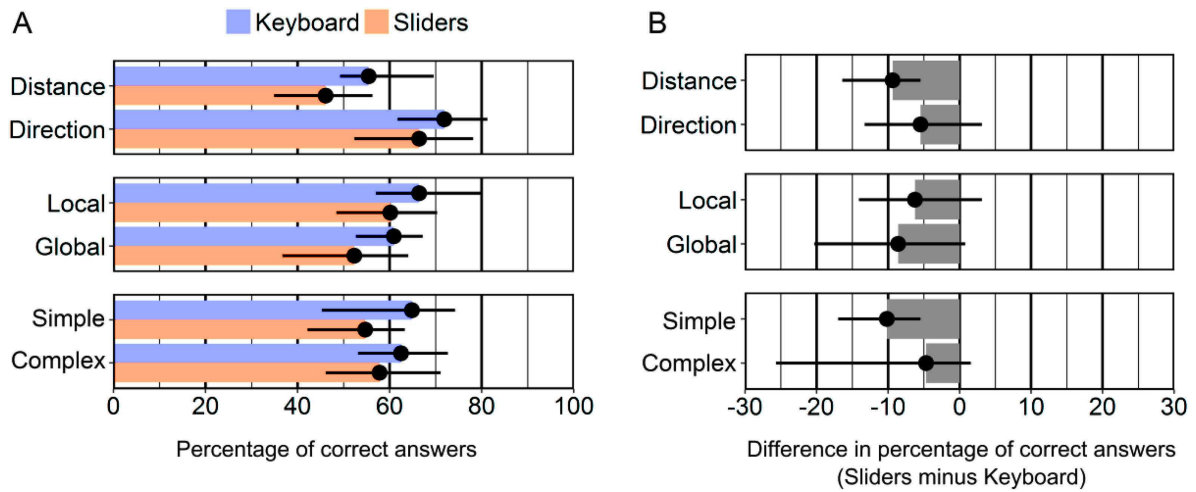 A
Keyboard Sliders
Distance
Direction
Local
Global
Simple
Complex
0 20 40 60 80 100
Percentage of correct answers
B
Distance
Direction
Local
Global
Simple
Complex
-30 -20 -10 0 10 20 30
Difference in percentage of correct answers
(Sliders minus Keyboard)